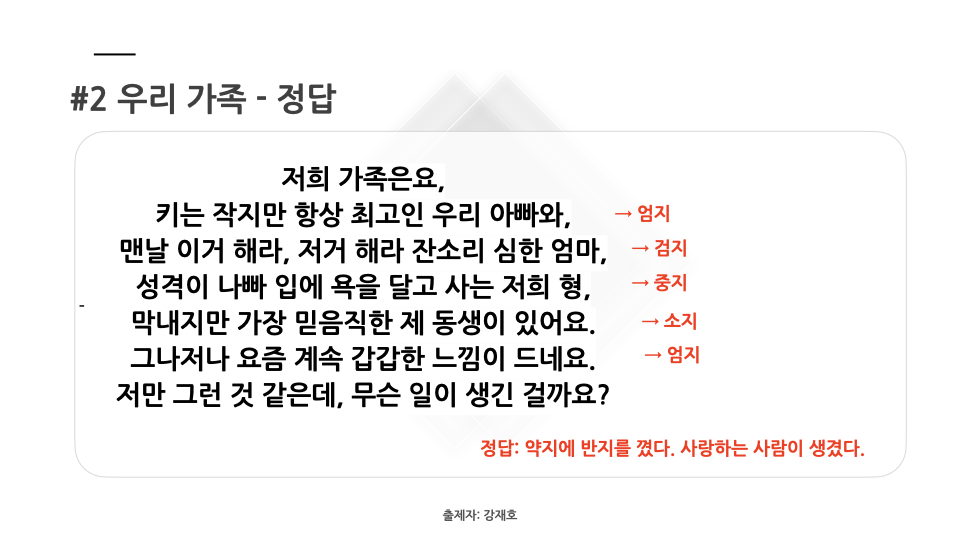 #2 우리 가족 - 정답
저희 가족은요,
키는 작지만 항상 최고인 우리 아빠와, → 엄지
맨날 이거 해라, 저거 해라 잔소리 심한 엄마, → 검지
성격이 나빠 입에 욕을 달고 사는 저희 형, → 중지
-
막내지만 가장 믿음직한 제 동생이 있어요. → 소지
그나저나 요즘 계속 갑갑한 느낌이 드네요. → 엄지
저만 그런 것 같은데, 무슨 일이 생긴 걸까요?
정답: 약지에 반지를 꼈다. 사랑하는 사람이 생겼다.
출제자: 강재호